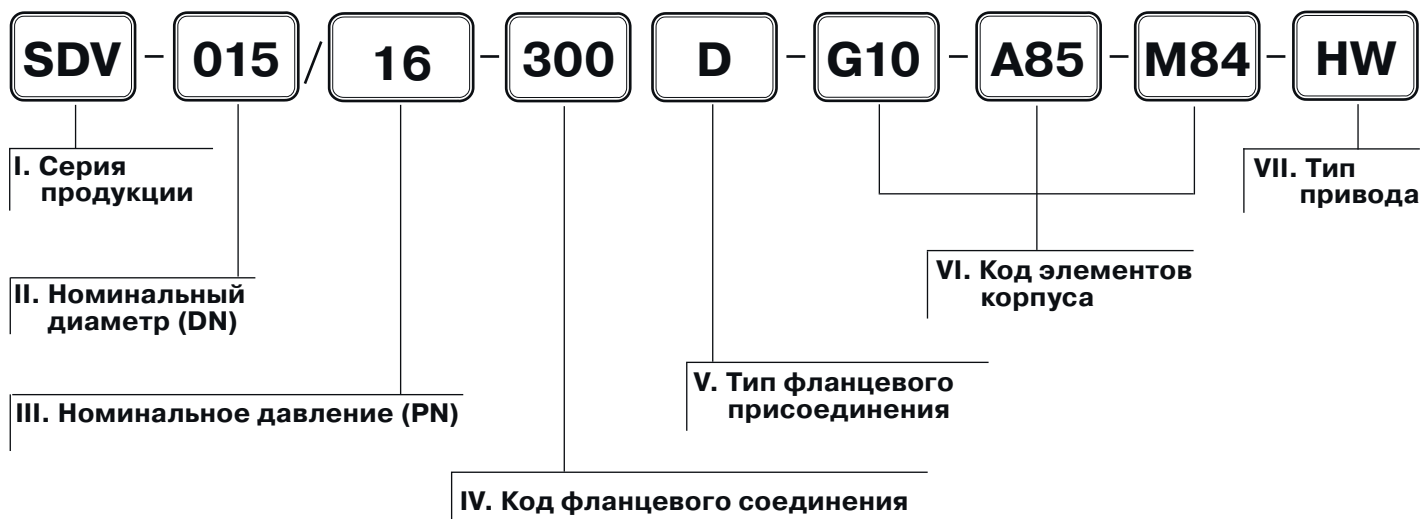 SDV – 015 / 16 – 300 D – G10 – A85 – M84 – HW
I. Серия
продукции
VII. Тип
привода
II. Номинальный
диаметр (DN)
VI. Код элементов
корпуса
III. Номинальное давление (PN)
V. Тип фланцевого
присоединения
IV. Код фланцевого соединения